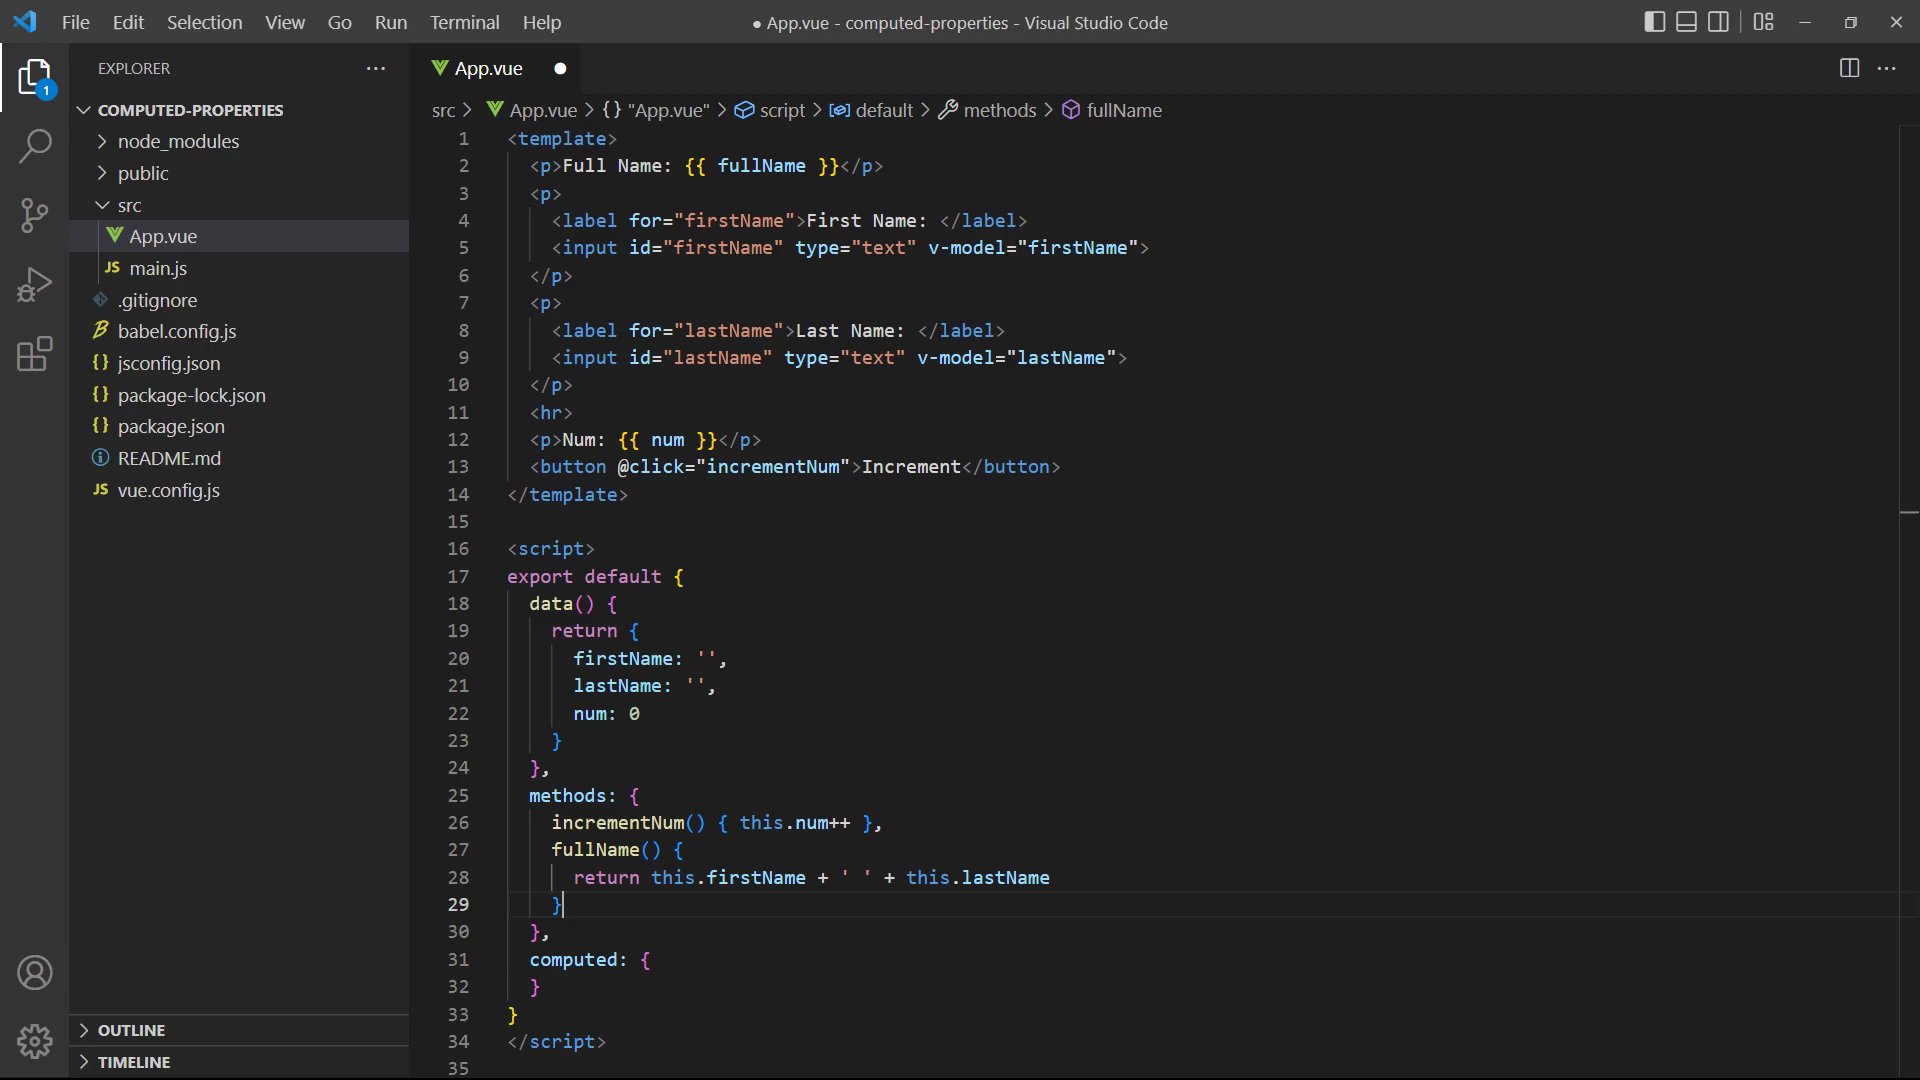 File Edit Selection View Go Run Terminal Help
● App.vue - computed-properties - Visual Studio Code
1
EXPLORER
COMPUTED-PROPERTIES
node_modules
public
src
App.vue
JS main.js
.gitignore
babel.config.js
{} jsconfig.json
{} package-lock.json
{} package.json
README.md
JS vue.config.js
OUTLINE
TIMELINE
App.vue ●
src > App.vue > {} "App.vue" > script > default > methods > fullName
1 <template>
2 <p>Full Name: {{ fullName }}</p>
3 <p>
4 <label for="firstName">First Name: </label>
5 <input id="firstName" type="text" v-model="firstName">
6 </p>
7 <p>
8 <label for="lastName">Last Name: </label>
9 <input id="lastName" type="text" v-model="lastName">
10 </p>
11 <hr>
12 <p>Num: {{ num }}</p>
13 <button @click="incrementNum">Increment</button>
14 </template>
15
16 <script>
17 export default {
18 data() {
19 return {
20 firstName: '',
21 lastName: '',
22 num: 0
23 }
24 },
25 methods: {
26 incrementNum() { this.num++ },
27 fullName() {
28 return this.firstName + ' ' + this.lastName
29 }
30 },
31 computed: {
32 }
33 }
34 </script>
35